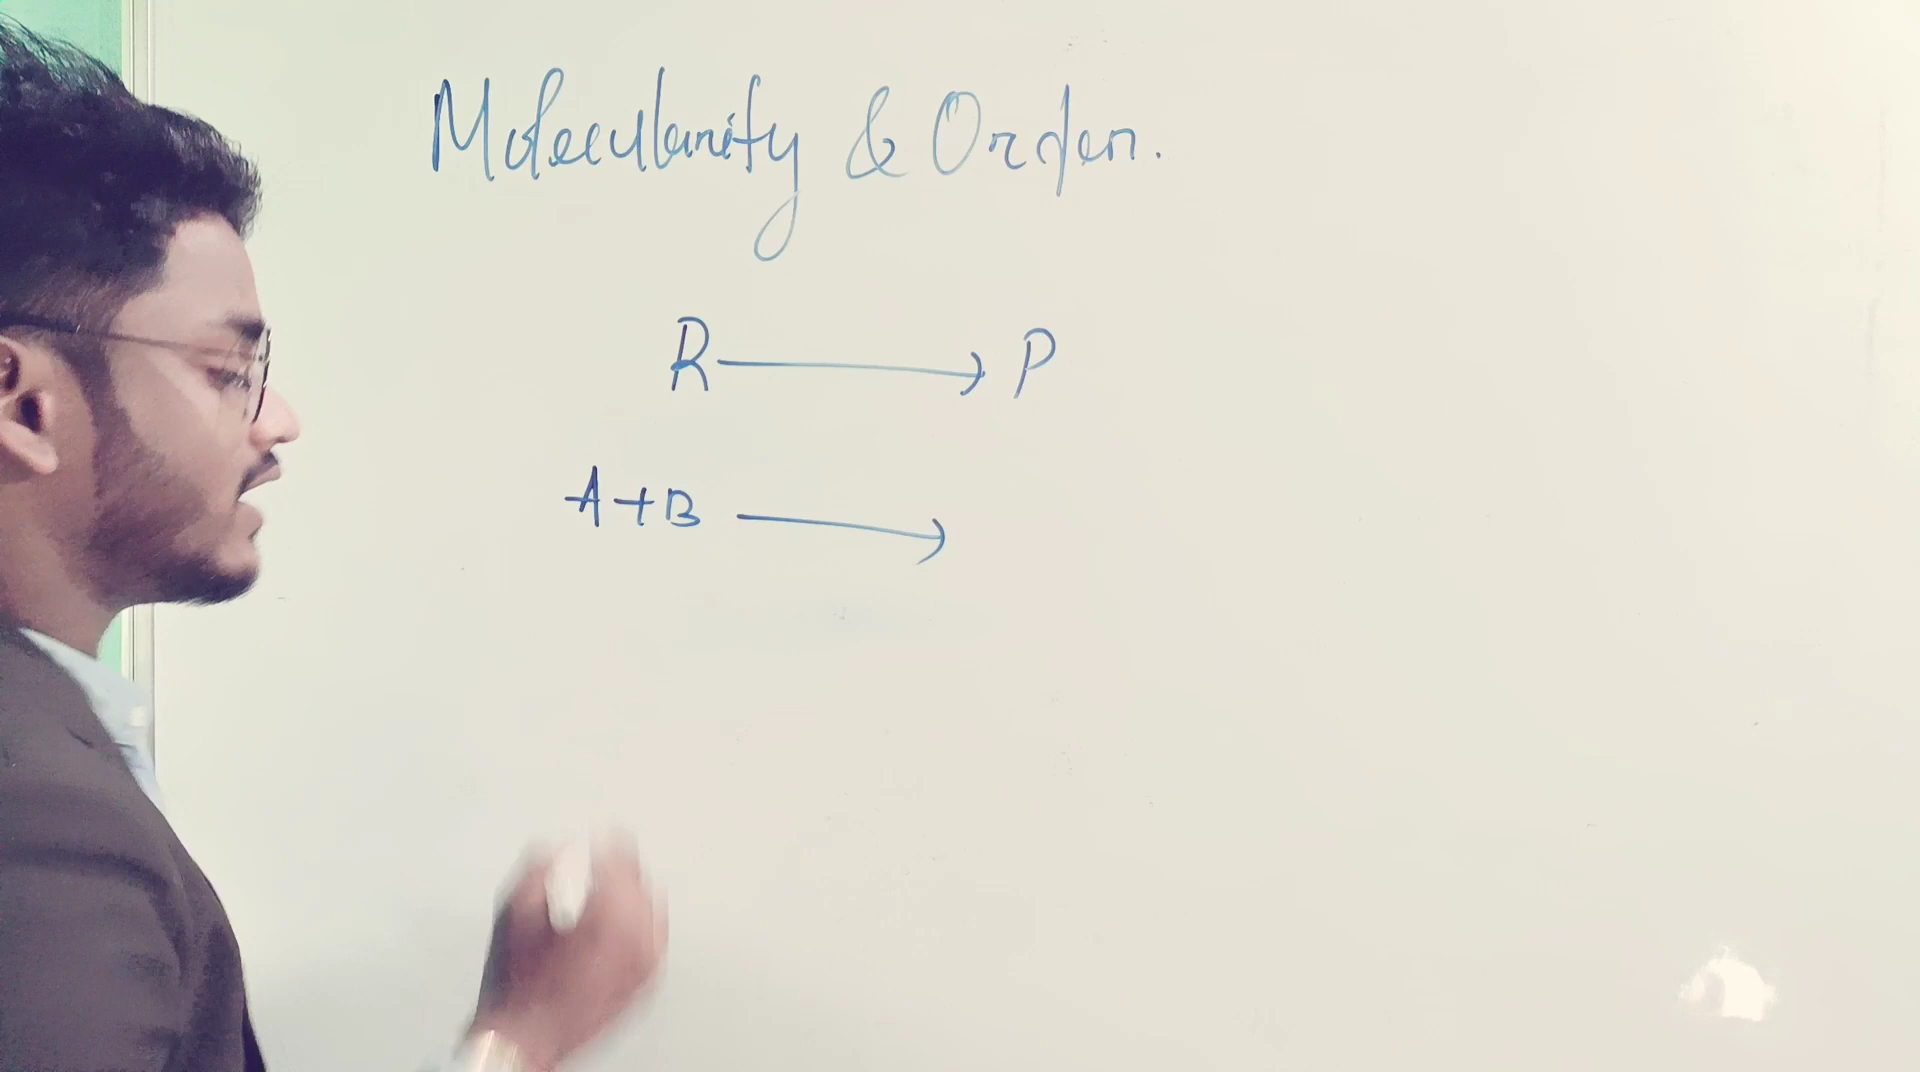 Molecularity & Order.
R ⟶ P
A+B ⟶